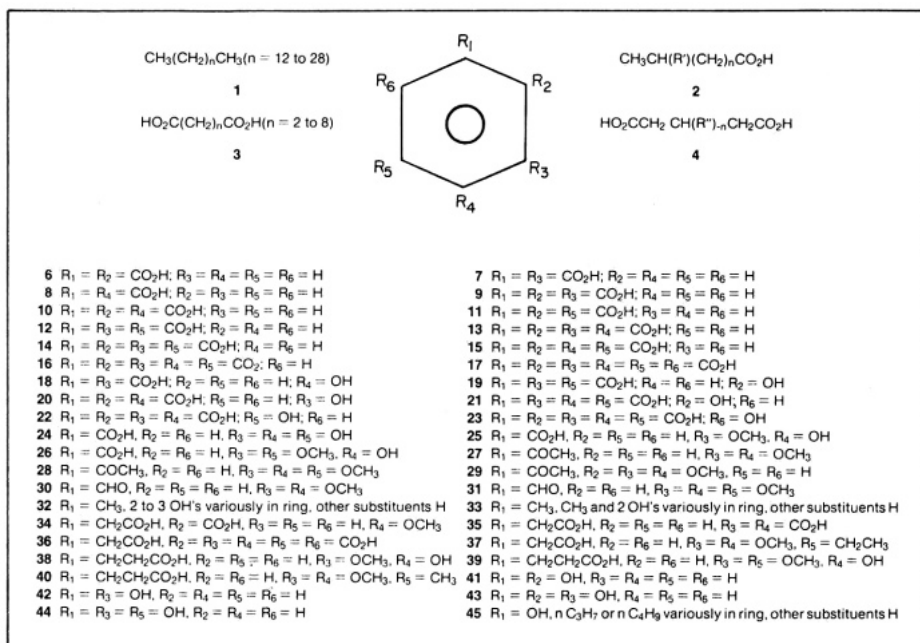 CH₃(CH₂)ₙCH₃(n = 12 to 28)
1
CH₃CH(R')(CH₂)ₙCO₂H
2
HO₂C(CH₂)ₙCO₂H(n = 2 to 8)
3
HO₂CCH₂ CH(R'')-ₙCH₂CO₂H
4
R₁
R₆
R₂
R₅
R₃
R₄
6 R₁ = R₂ = CO₂H; R₃ = R₄ = R₅ = R₆ = H
8 R₁ = R₄ = CO₂H; R₂ = R₃ = R₅ = R₆ = H
10 R₁ = R₂ = R₄ = CO₂H; R₃ = R₅ = R₆ = H
12 R₁ = R₃ = R₅ = CO₂H; R₂ = R₄ = R₆ = H
14 R₁ = R₂ = R₃ = R₅ = CO₂H; R₄ = R₆ = H
16 R₁ = R₂ = R₃ = R₄ = R₅ = CO₂; R₆ = H
18 R₁ = R₃ = CO₂H; R₂ = R₅ = R₆ = H; R₄ = OH
20 R₁ = R₂ = R₄ = CO₂H; R₅ = R₆ = H; R₃ = OH
22 R₁ = R₂ = R₃ = R₄ = CO₂H; R₅ = OH; R₆ = H
24 R₁ = CO₂H, R₂ = R₆ = H, R₃ = R₄ = R₅ = OH
26 R₁ = CO₂H, R₂ = R₆ = H, R₃ = R₅ = OCH₃, R₄ = OH
28 R₁ = COCH₃, R₂ = R₆ = H, R₃ = R₄ = R₅ = OCH₃
30 R₁ = CHO, R₂ = R₅ = R₆ = H, R₃ = R₄ = OCH₃
32 R₁ = CH₃, 2 to 3 OH's variously in ring, other substituents H
34 R₁ = CH₂CO₂H, R₂ = CO₂H, R₃ = R₅ = R₆ = H, R₄ = OCH₃
36 R₁ = CH₂CO₂H, R₂ = R₃ = R₄ = R₅ = R₆ = CO₂H
38 R₁ = CH₂CH₂CO₂H, R₂ = R₅ = R₆ = H, R₃ = OCH₃, R₄ = OH
40 R₁ = CH₂CH₂CO₂H, R₂ = R₆ = H, R₃ = R₄ = OCH₃, R₅ = CH₃
42 R₁ = R₃ = OH, R₂ = R₄ = R₅ = R₆ = H
44 R₁ = R₃ = R₅ = OH, R₂ = R₄ = R₆ = H
7 R₁ = R₃ = CO₂H; R₂ = R₄ = R₅ = R₆ = H
9 R₁ = R₂ = R₃ = CO₂H; R₄ = R₅ = R₆ = H
11 R₁ = R₂ = R₅ = CO₂H; R₃ = R₄ = R₆ = H
13 R₁ = R₂ = R₃ = R₄ = CO₂H; R₅ = R₆ = H
15 R₁ = R₂ = R₄ = R₅ = CO₂H; R₃ = R₆ = H
17 R₁ = R₂ = R₃ = R₄ = R₅ = R₆ = CO₂H
19 R₁ = R₃ = R₅ = CO₂H; R₄ = R₆ = H; R₂ = OH
21 R₁ = R₃ = R₄ = R₅ = CO₂H; R₂ = OH; R₆ = H
23 R₁ = R₂ = R₃ = R₄ = R₅ = CO₂H; R₆ = OH
25 R₁ = CO₂H, R₂ = R₅ = R₆ = H, R₃ = OCH₃, R₄ = OH
27 R₁ = COCH₃, R₂ = R₅ = R₆ = H, R₃ = R₄ = OCH₃
29 R₁ = COCH₃, R₂ = R₃ = R₄ = OCH₃, R₅ = R₆ = H
31 R₁ = CHO, R₂ = R₆ = H, R₃ = R₄ = R₅ = OCH₃
33 R₁ = CH₃, CH₃ and 2 OH's variously in ring, other substituents H
35 R₁ = CH₂CO₂H, R₂ = R₅ = R₆ = H, R₃ = R₄ = CO₂H
37 R₁ = CH₂CO₂H, R₂ = R₆ = H, R₃ = R₄ = OCH₃, R₅ = CH₂CH₃
39 R₁ = CH₂CH₂CO₂H, R₂ = R₆ = H, R₃ = R₅ = OCH₃, R₄ = OH
41 R₁ = R₂ = OH, R₃ = R₄ = R₅ = R₆ = H
43 R₁ = R₂ = R₃ = OH, R₄ = R₅ = R₆ = H
45 R₁ = OH, n C₃H₇ or n C₄H₉ variously in ring, other substituents H